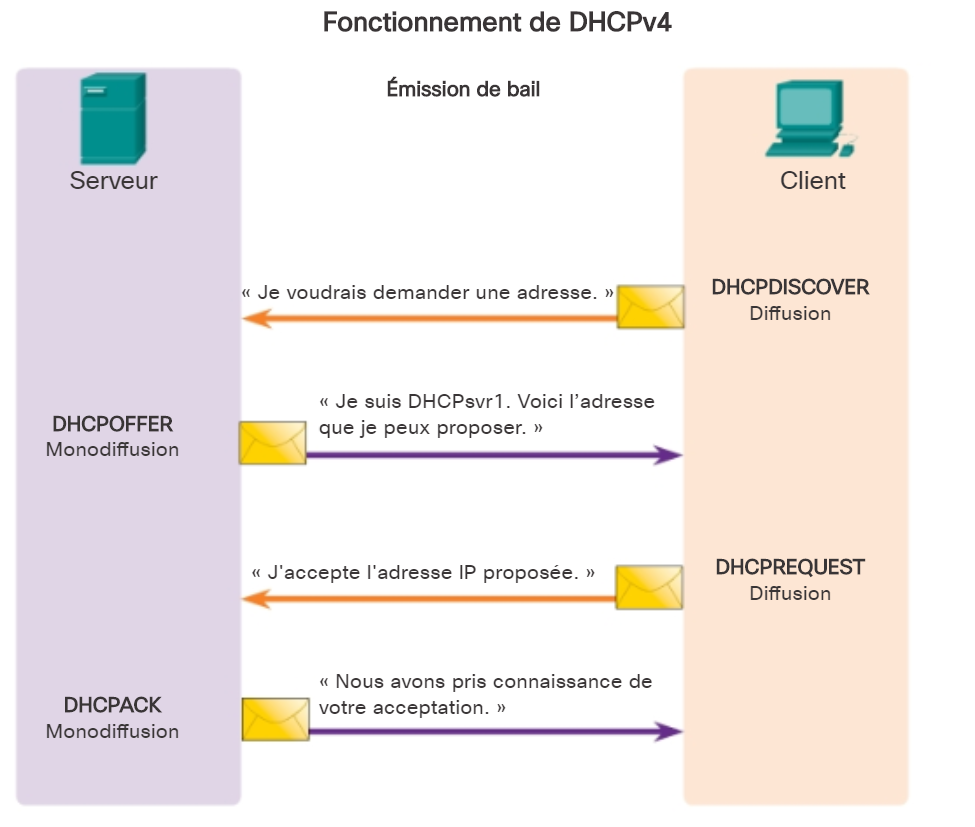 Fonctionnement de DHCPv4
Émission de bail
Serveur
Client
« Je voudrais demander une adresse. »
DHCPDISCOVER
Diffusion
DHCPOFFER
Monodiffusion
« Je suis DHCPsvr1. Voici l’adresse
que je peux proposer. »
« J'accepte l'adresse IP proposée. »
DHCPREQUEST
Diffusion
DHCPACK
Monodiffusion
« Nous avons pris connaissance de
votre acceptation. »